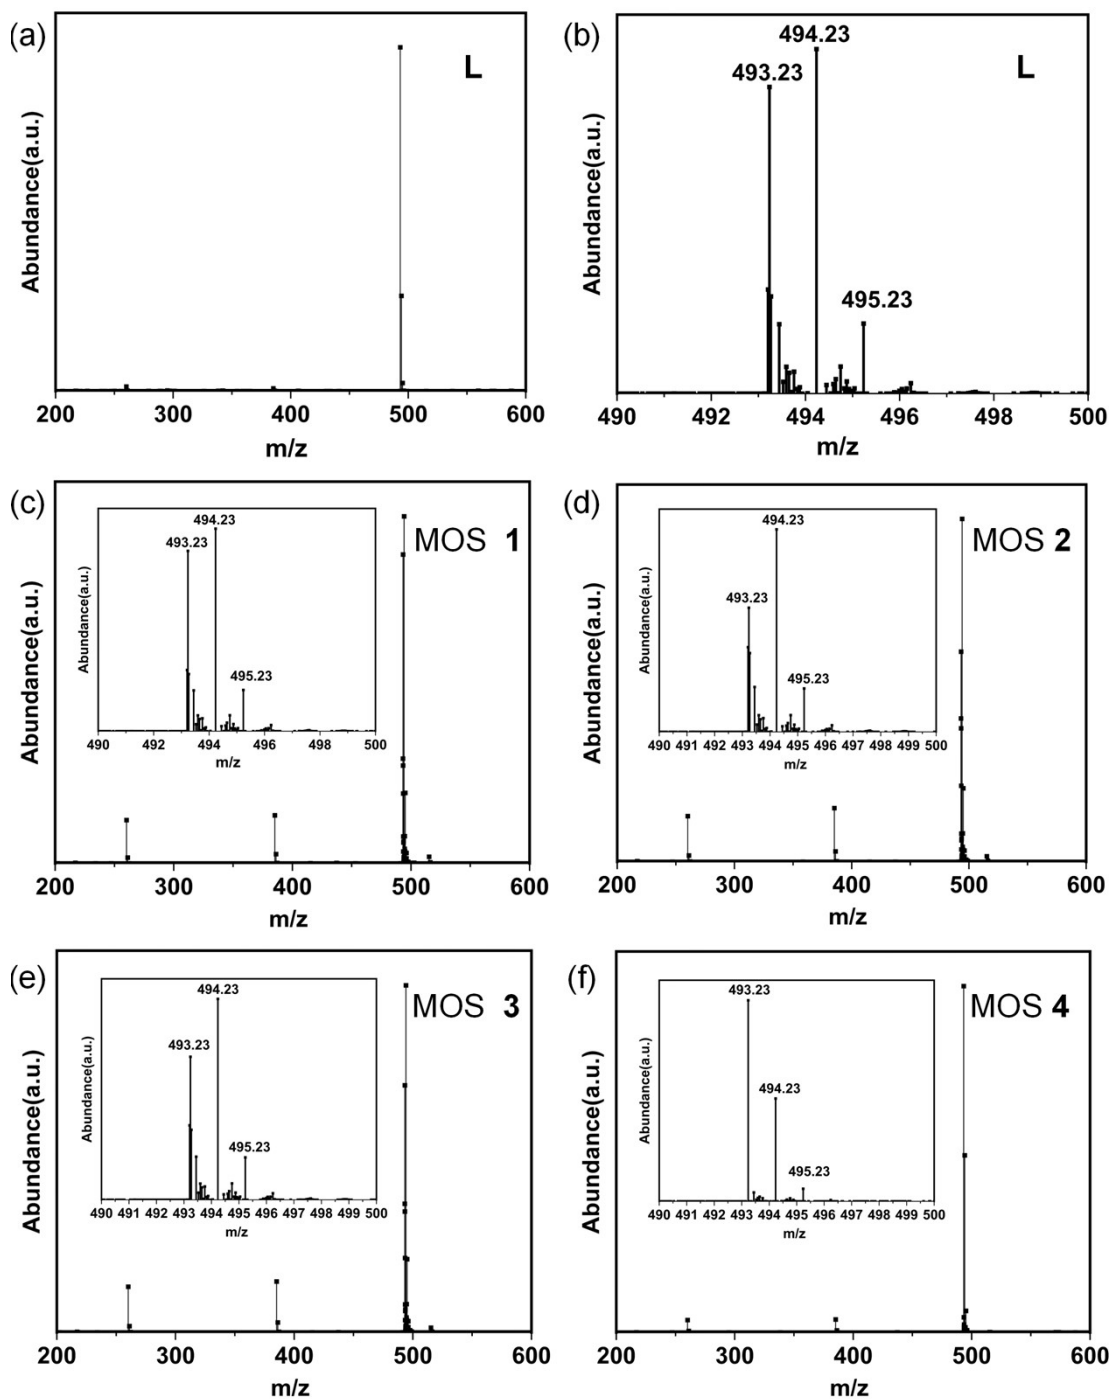 (a)
L
Abundance(a.u.)
200 300 400 500 600
m/z
(b)
494.23
493.23
L
495.23
Abundance(a.u.)
490 492 494 496 498 500
m/z
(c)
MOS 1
494.23
493.23
495.23
Abundance(a.u.)
490 492 494 496 498 500
m/z
Abundance(a.u.)
200 300 400 500 600
m/z
(d)
MOS 2
494.23
493.23
495.23
Abundance(a.u.)
490 491 492 493 494 495 496 497 498 499 500
m/z
Abundance(a.u.)
200 300 400 500 600
m/z
(e)
MOS 3
494.23
493.23
495.23
Abundance(a.u.)
490 491 492 493 494 495 496 497 498 499 500
m/z
Abundance(a.u.)
200 300 400 500 600
m/z
(f)
MOS 4
493.23
494.23
495.23
Abundance(a.u.)
490 491 492 493 494 495 496 497 498 499 500
m/z
Abundance(a.u.)
200 300 400 500 600
m/z